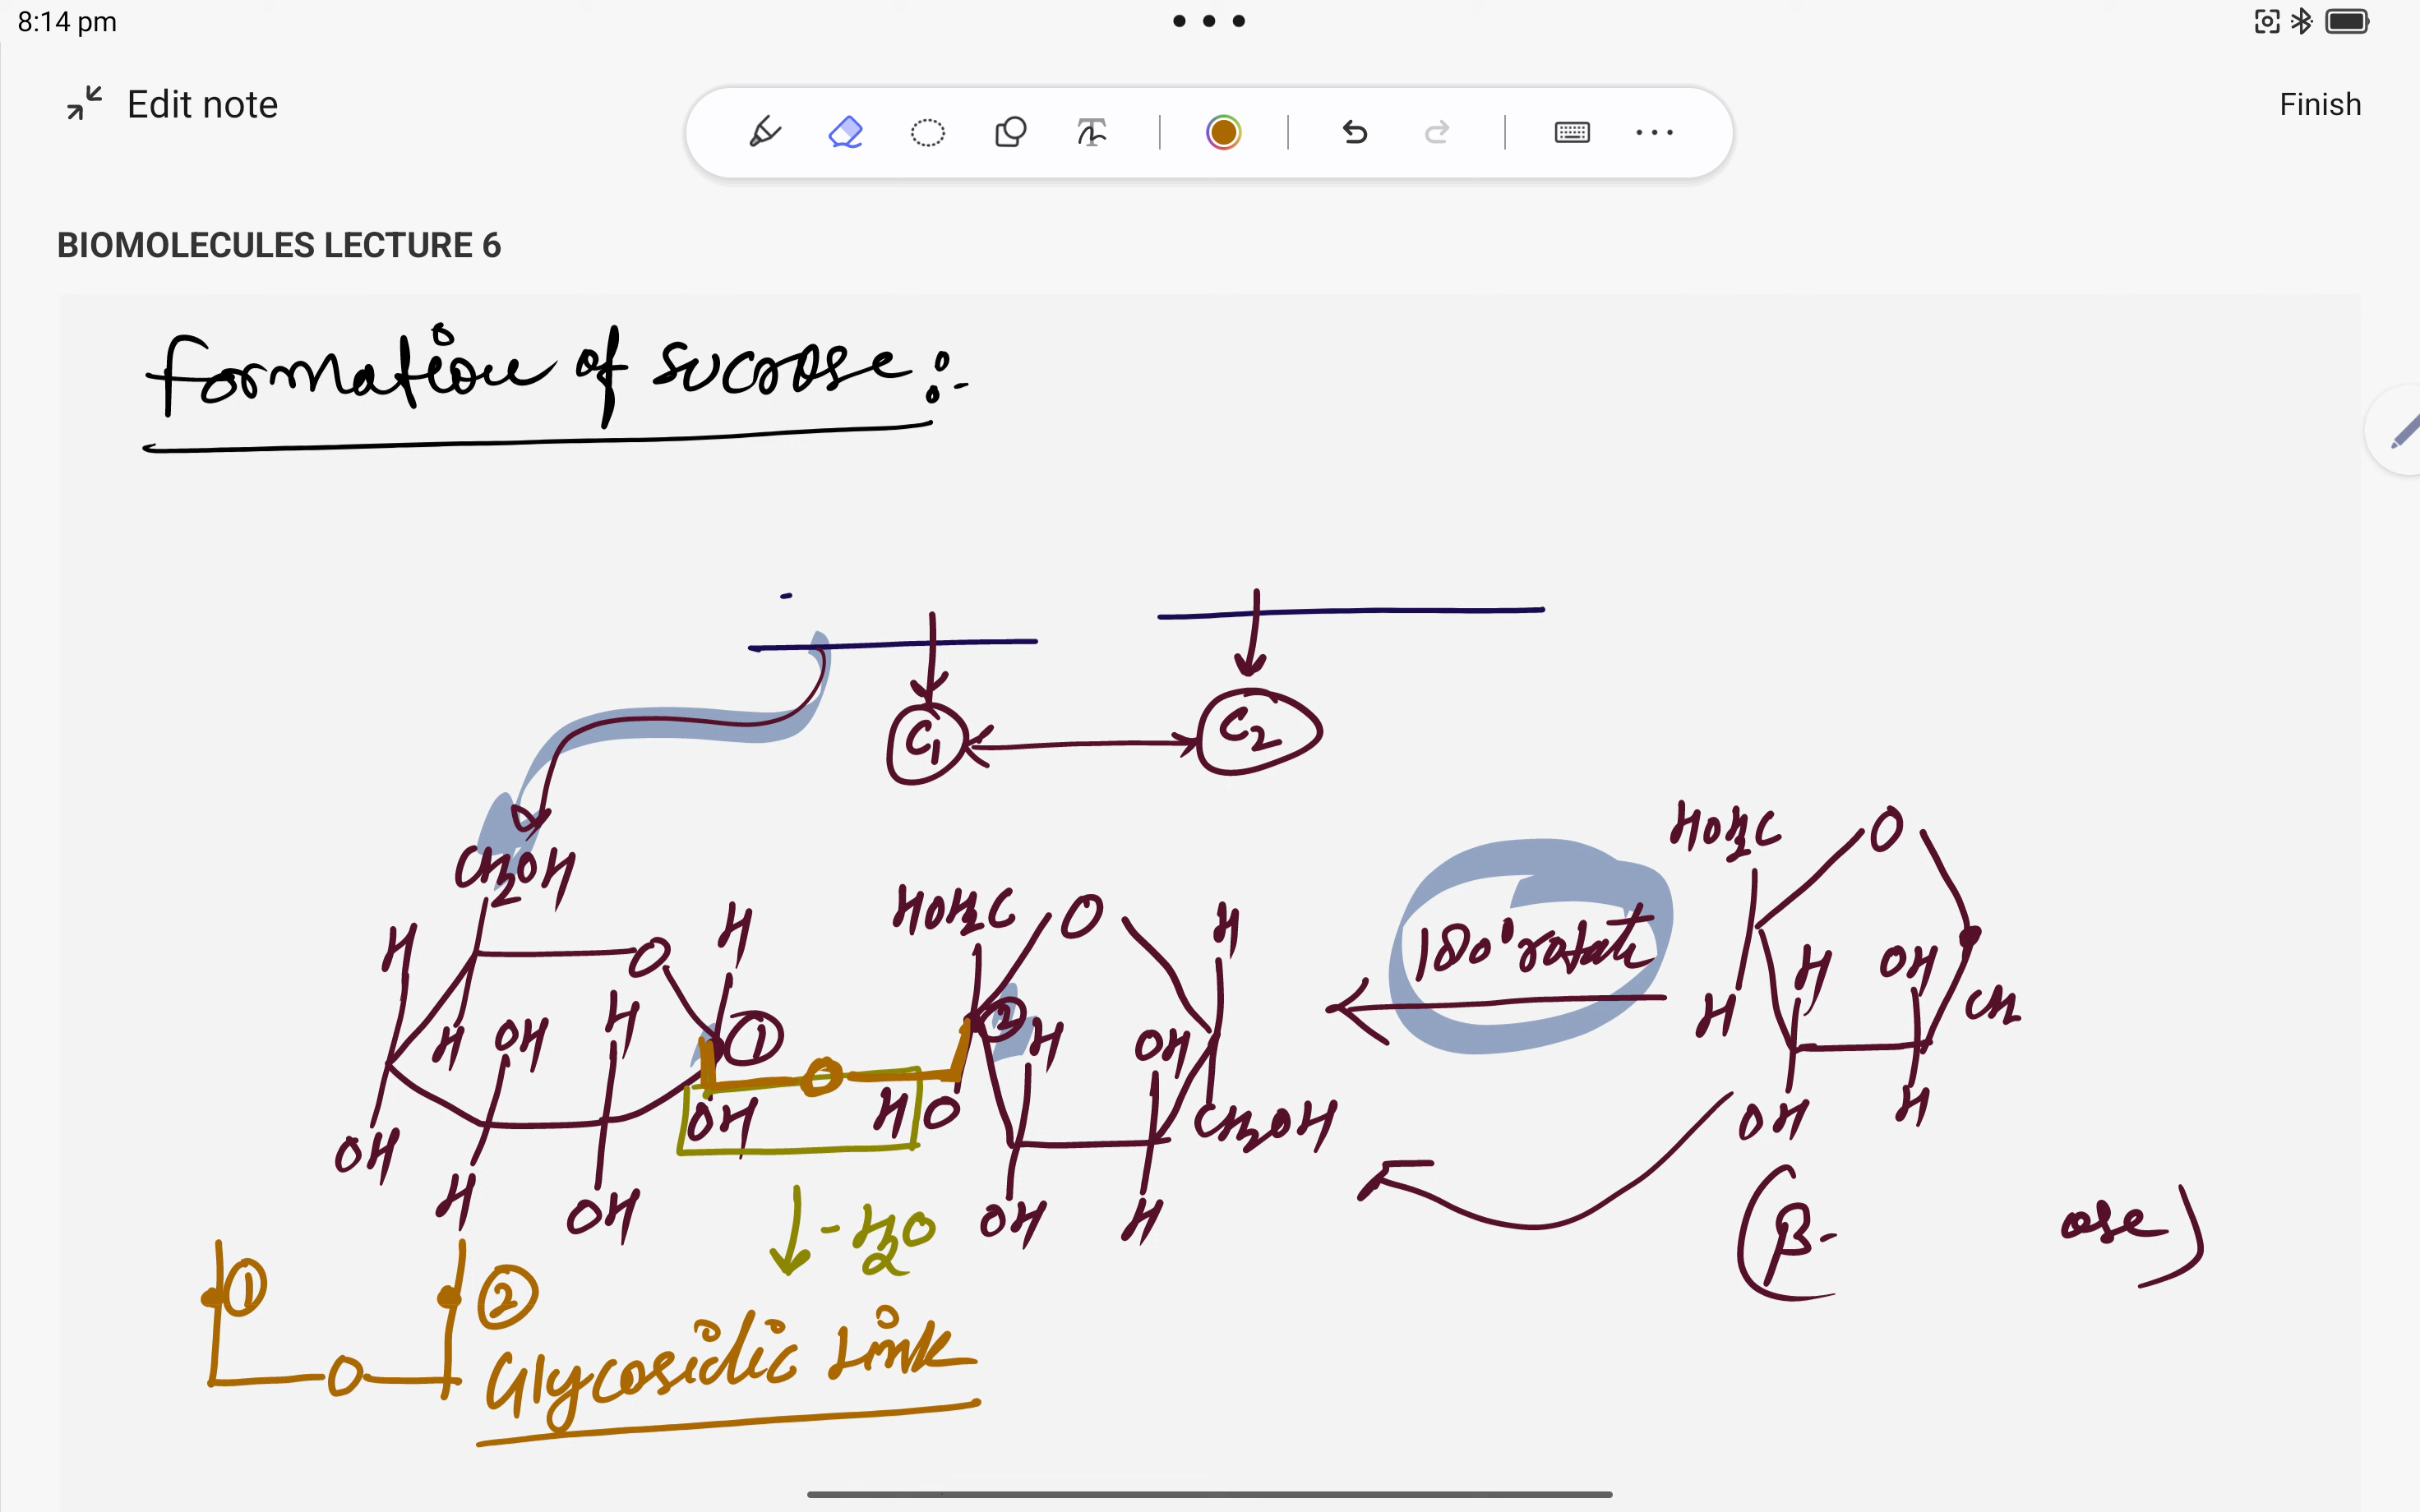 8:14 pm
Edit note
Finish
BIOMOLECULES LECTURE 6
formation of sucrose :-
C1 C2
HOH2C O
CH2OH
HOH2C O H
H O H
180° rotate
H H OH
H OH H 1 2 H OH CH
OH OH HO CH2OH OH H
OH
H OH OH H
- H2O
(β- ose)
1 2
O Glycosidic Link